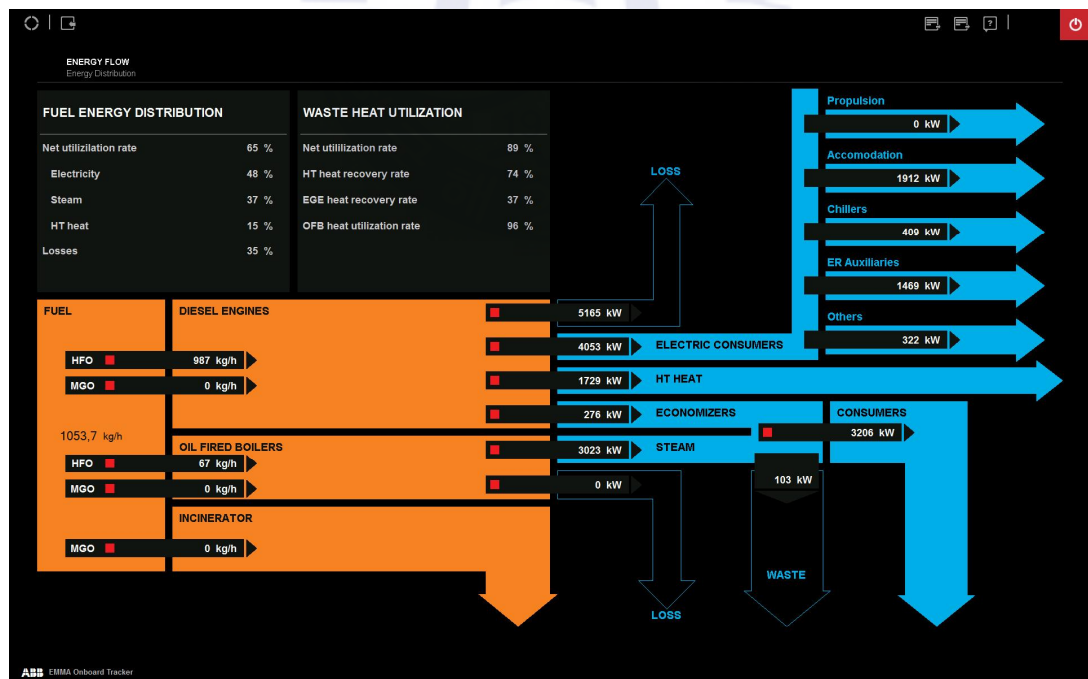 ENERGY FLOW
Energy Distribution
FUEL ENERGY DISTRIBUTION
Net utilizilation rate 65 %
Electricity 48 %
Steam 37 %
HT heat 15 %
Losses 35 %
WASTE HEAT UTILIZATION
Net utililization rate 89 %
HT heat recovery rate 74 %
EGE heat recovery rate 37 %
OFB heat utilization rate 96 %
LOSS
Propulsion
0 kW
Accomodation
1912 kW
Chillers
409 kW
ER Auxiliaries
1469 kW
Others
322 kW
FUEL
HFO
MGO
1053,7 kg/h
HFO
MGO
MGO
DIESEL ENGINES
987 kg/h
0 kg/h
OIL FIRED BOILERS
67 kg/h
0 kg/h
INCINERATOR
0 kg/h
5165 kW
4053 kW ELECTRIC CONSUMERS
1729 kW HT HEAT
276 kW ECONOMIZERS
3023 kW STEAM
0 kW
CONSUMERS
3206 kW
103 kW
WASTE
LOSS
ABB EMMA Onboard Tracker